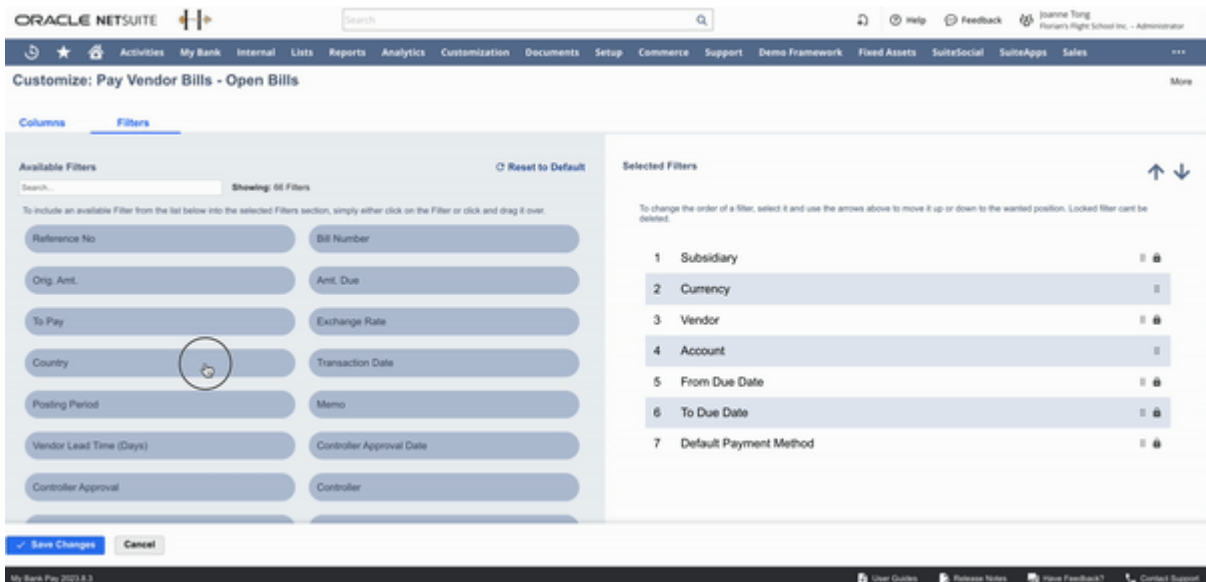 ORACLE NETSUITE
Search
Help
Feedback
Joanne Tong
Florian's Flight School Inc. – Administrator
Activities My Bank Internal Lists Reports Analytics Customization Documents Setup Commerce Support Demo Framework Fixed Assets SuiteSocial SuiteApps Sales
Customize: Pay Vendor Bills - Open Bills
More
Columns Filters
Available Filters
Reset to Default
Search...
Showing: 66 Filters
To include an available Filter from the list below into the selected Filters section, simply either click on the Filter or click and drag it over.
Reference No Bill Number
Orig. Amt. Amt. Due
To Pay Exchange Rate
Country Transaction Date
Posting Period Memo
Vendor Lead Time (Days) Controller Approval Date
Controller Approval Controller
Selected Filters
To change the order of a filter, select it and use the arrows above to move it up or down to the wanted position. Locked filter cant be
deleted.
1 Subsidiary
2 Currency
3 Vendor
4 Account
5 From Due Date
6 To Due Date
7 Default Payment Method
Save Changes Cancel
My Bank Pay 2023.8.3
User Guides Release Notes Have Feedback? Contact Support